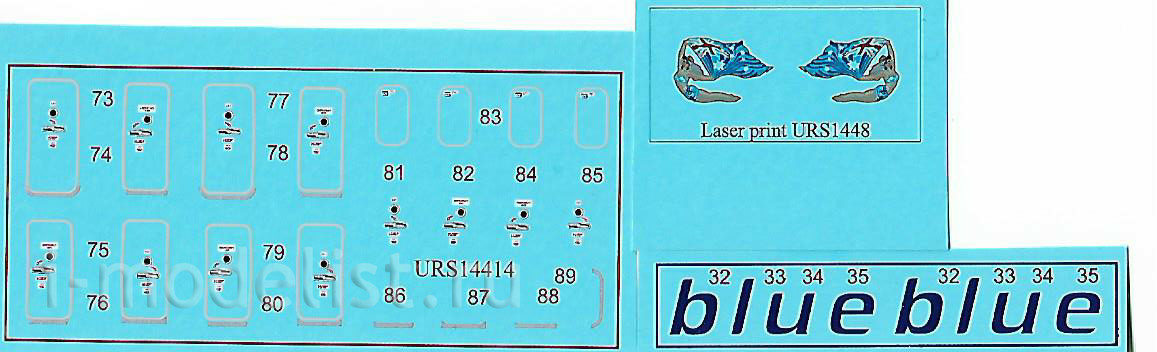 73 77
83
74 78
81 82 84 85
75 79
URS14414
89
76 80 86 87 88
i-modelist.ru
Laser print URS1448
32 33 34 35 32 33 34 35
blue blue